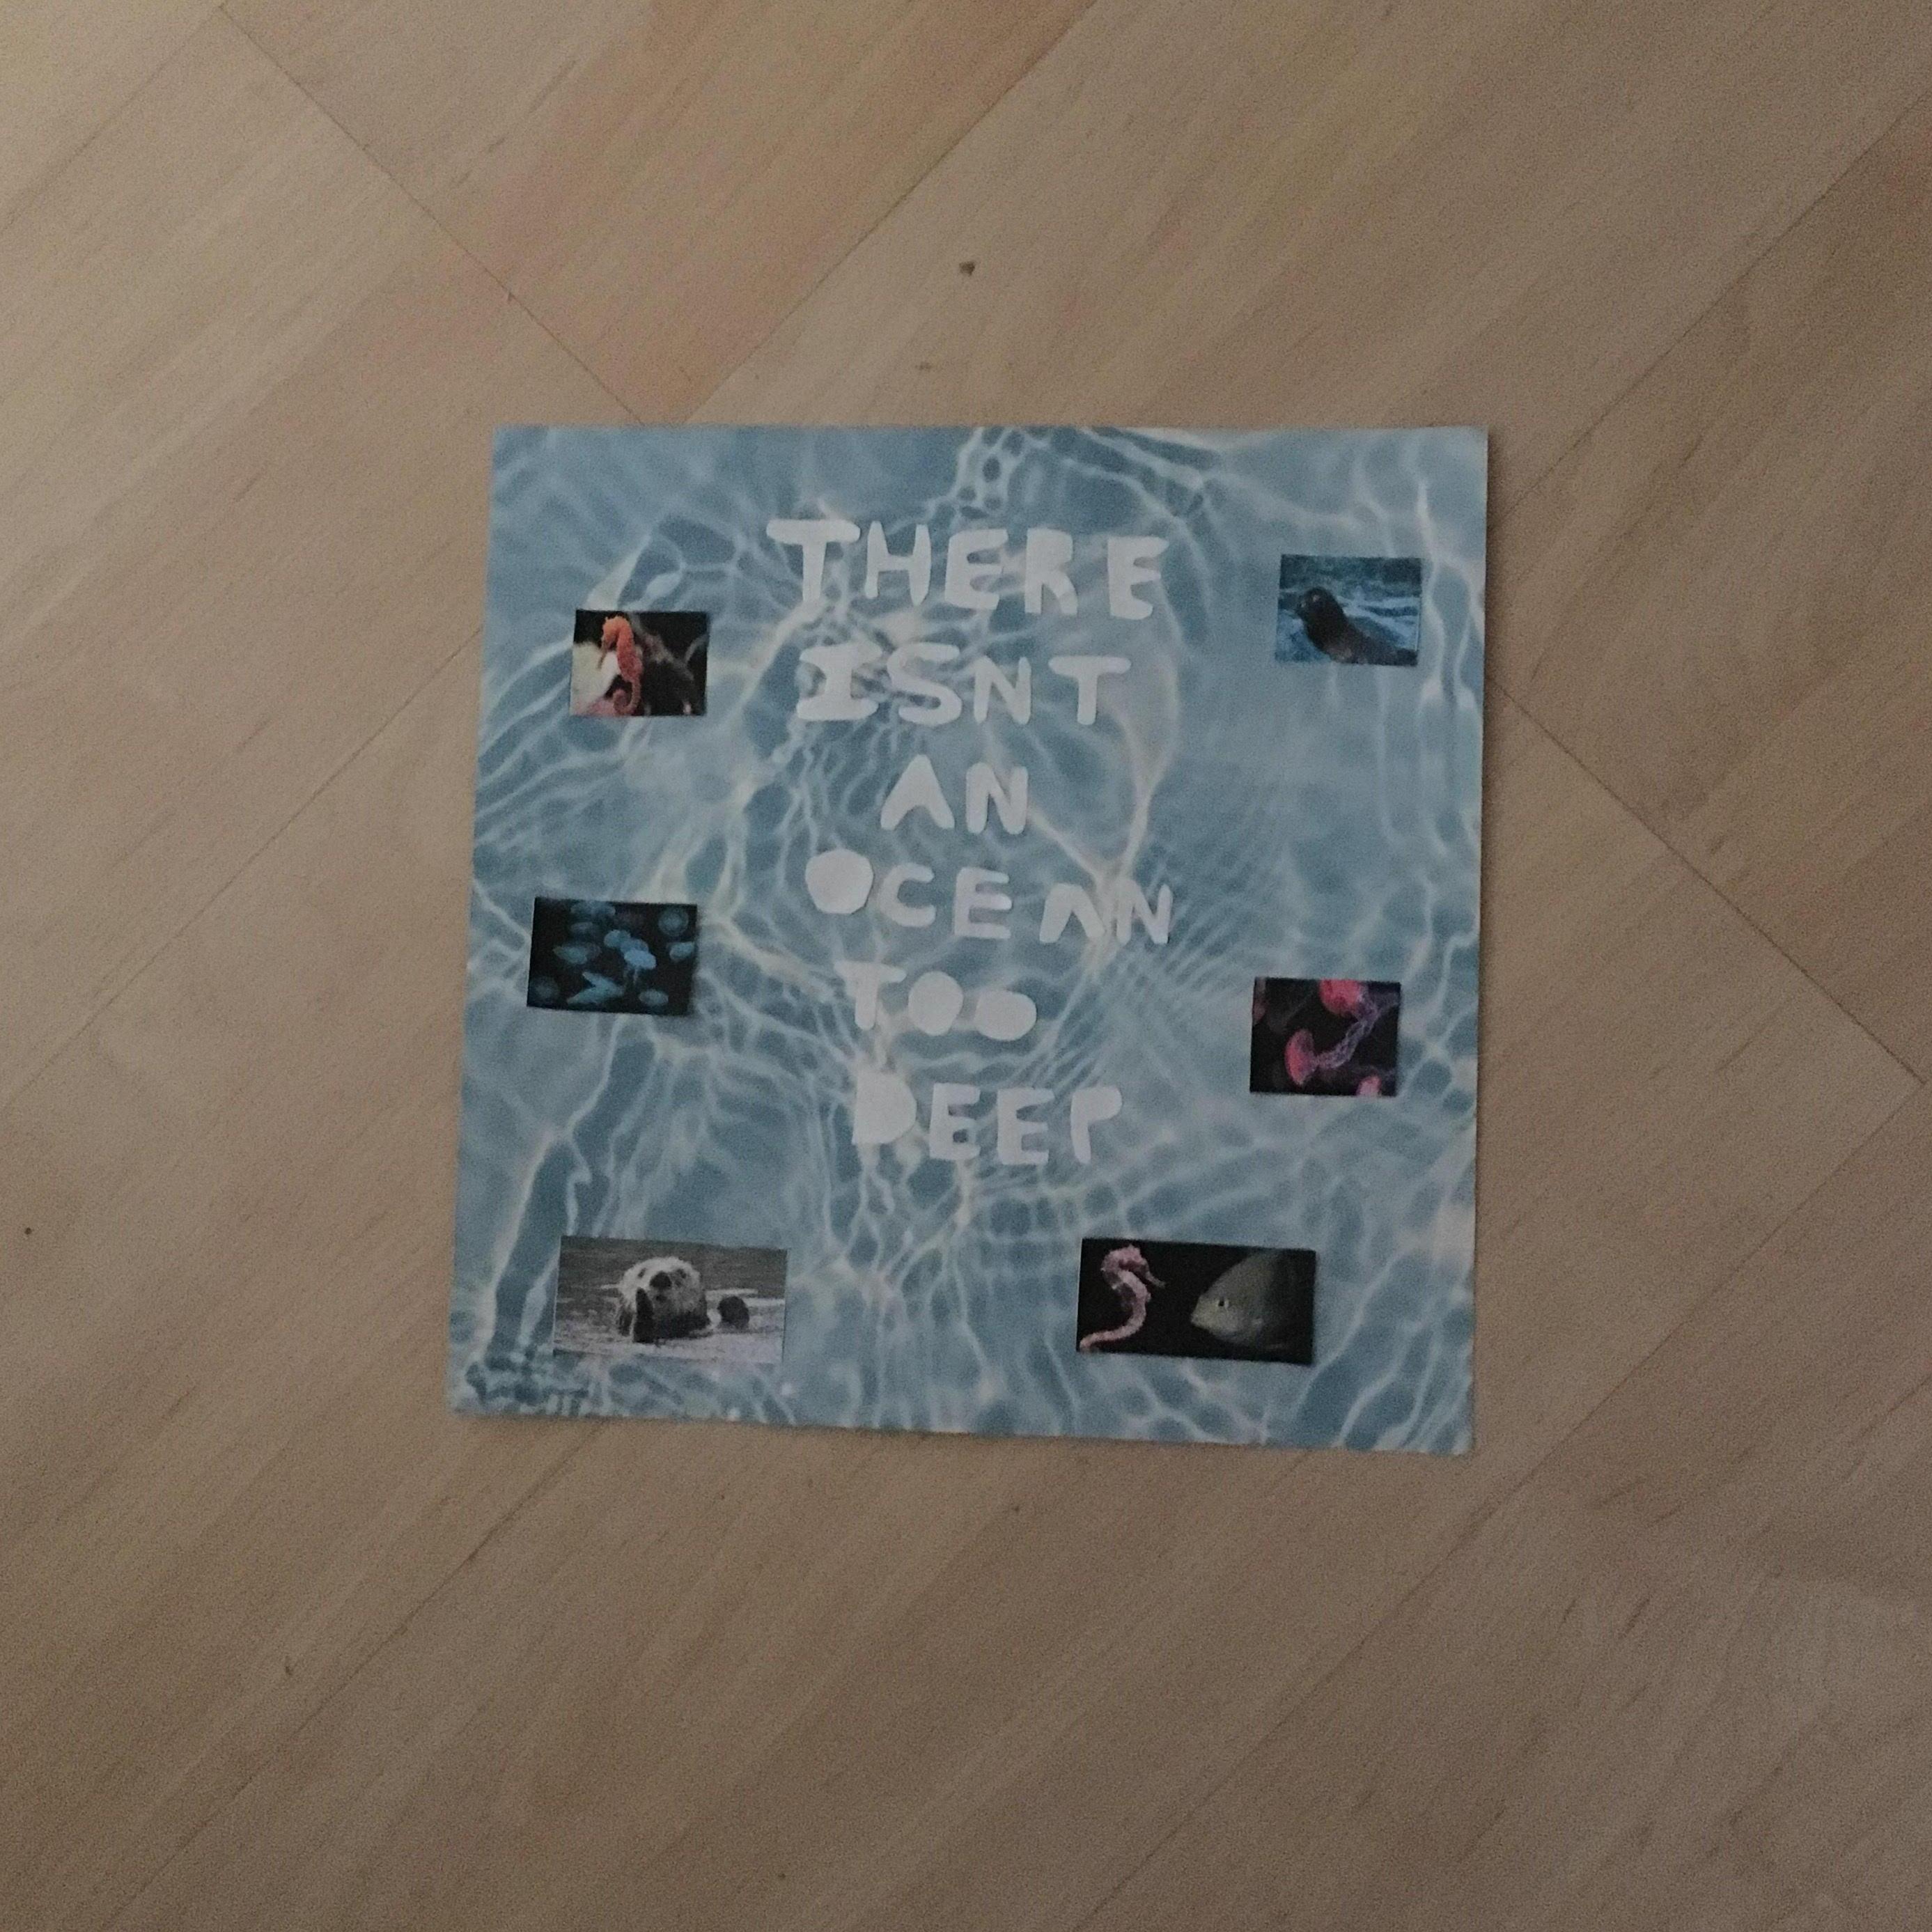 THERE
ISNT
AN
OCEAN
TOO
DEEP